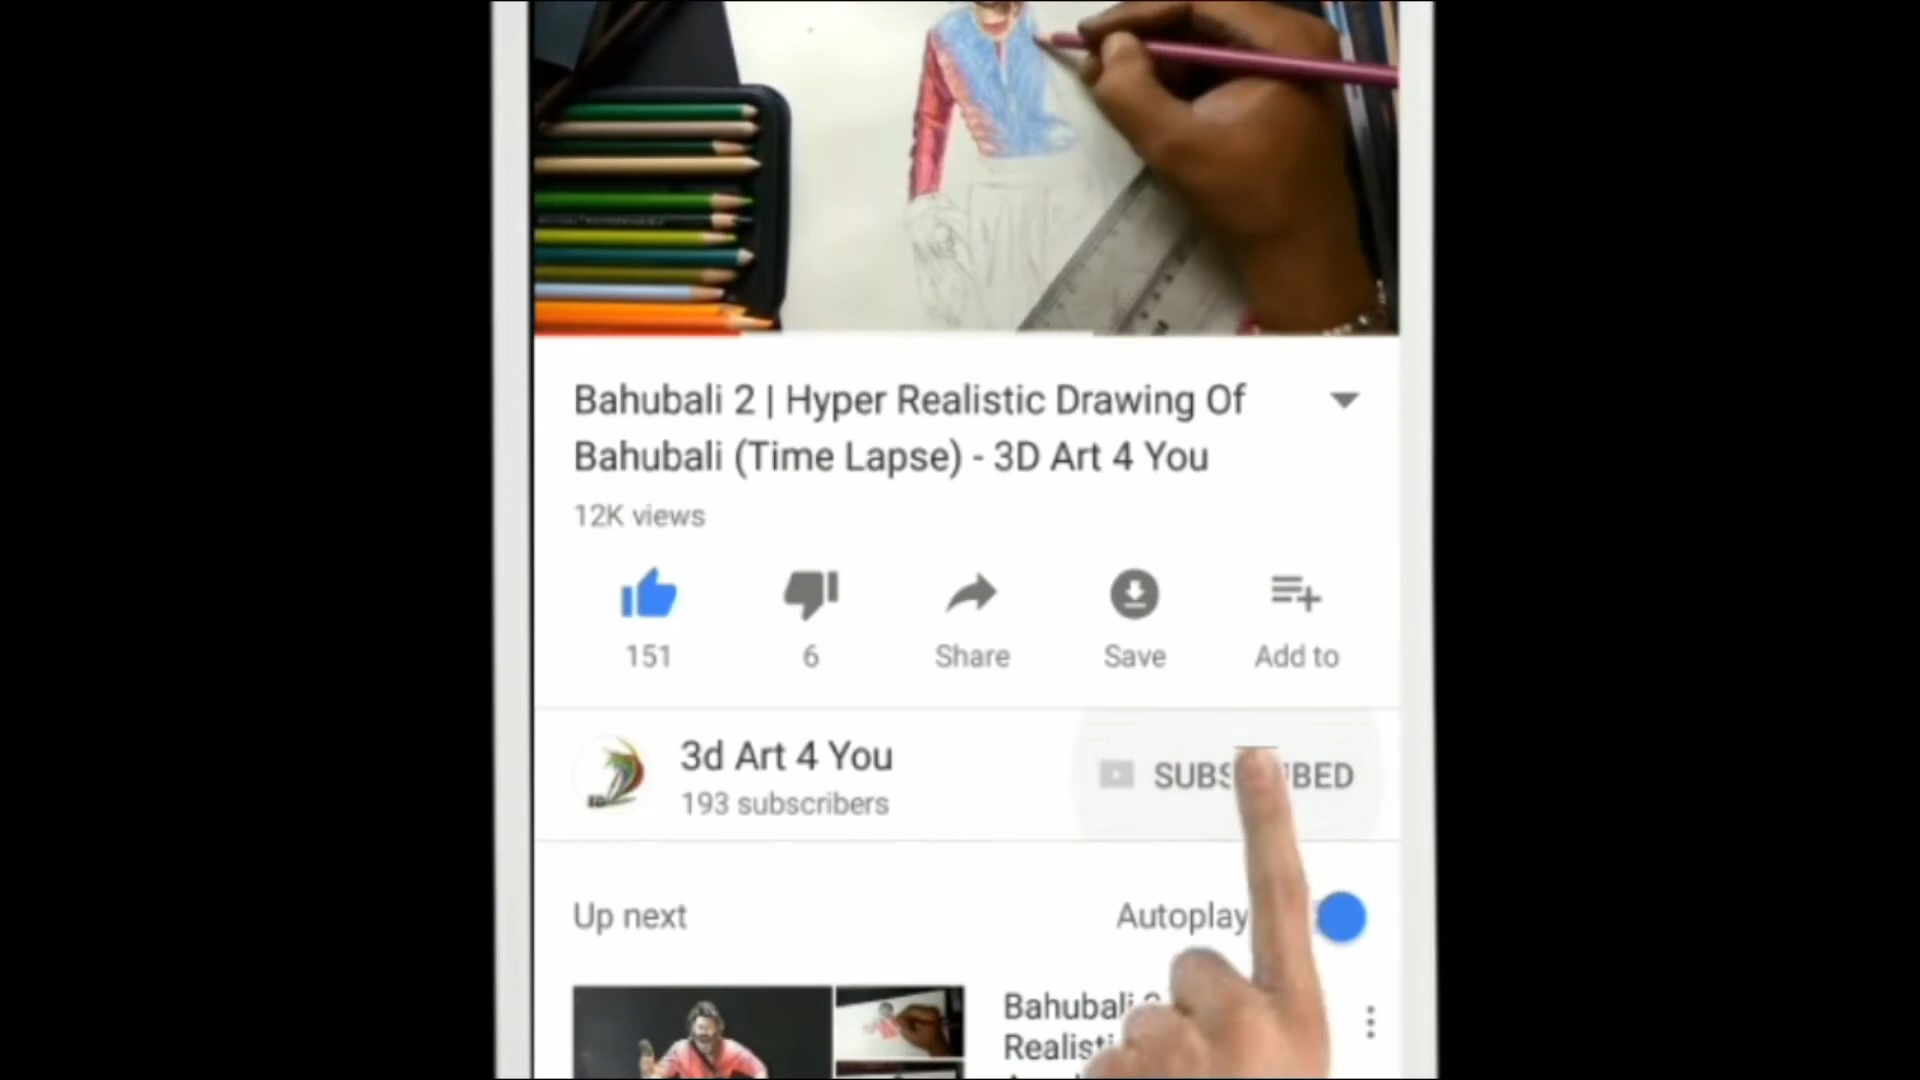 Bahubali 2 | Hyper Realistic Drawing Of
Bahubali (Time Lapse) - 3D Art 4 You
12K views
151
6
Share
Save
Add to
3d Art 4 You
193 subscribers
Up next
Autoplay
Bahubali